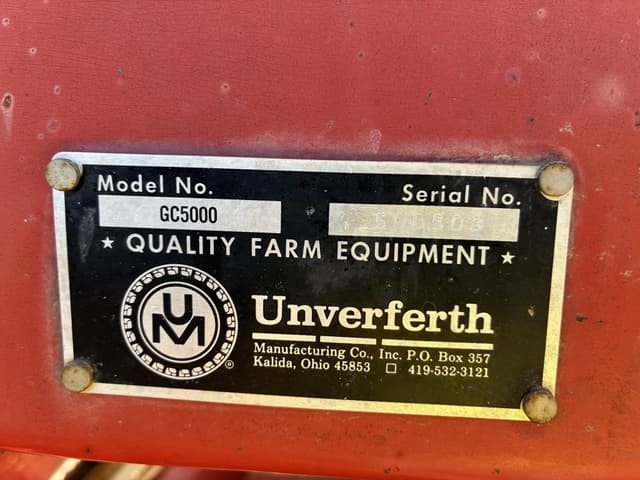 Model No. Serial No.
GC5000
★ QUALITY FARM EQUIPMENT ★
UM ®
Unverferth
Manufacturing Co., Inc. P.O. Box 357
Kalida, Ohio 45853 □ 419-532-3121